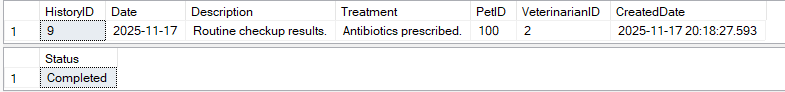 HistoryID Date Description Treatment PetID VeterinarianID CreatedDate
1 9 2025-11-17 Routine checkup results. Antibiotics prescribed. 100 2 2025-11-17 20:18:27.593
Status
1 Completed